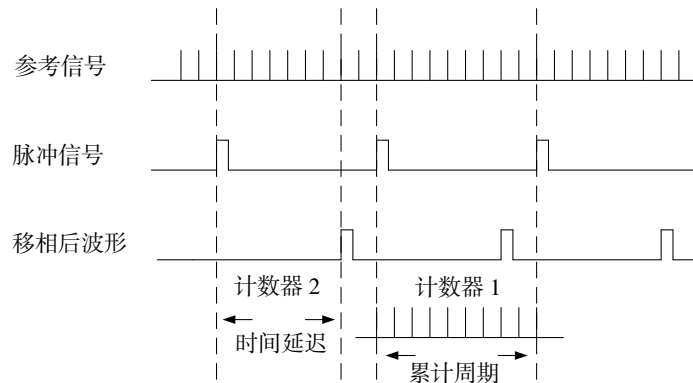 参考信号
脉冲信号
移相后波形
计数器 2
计数器 1
时间延迟
累计周期